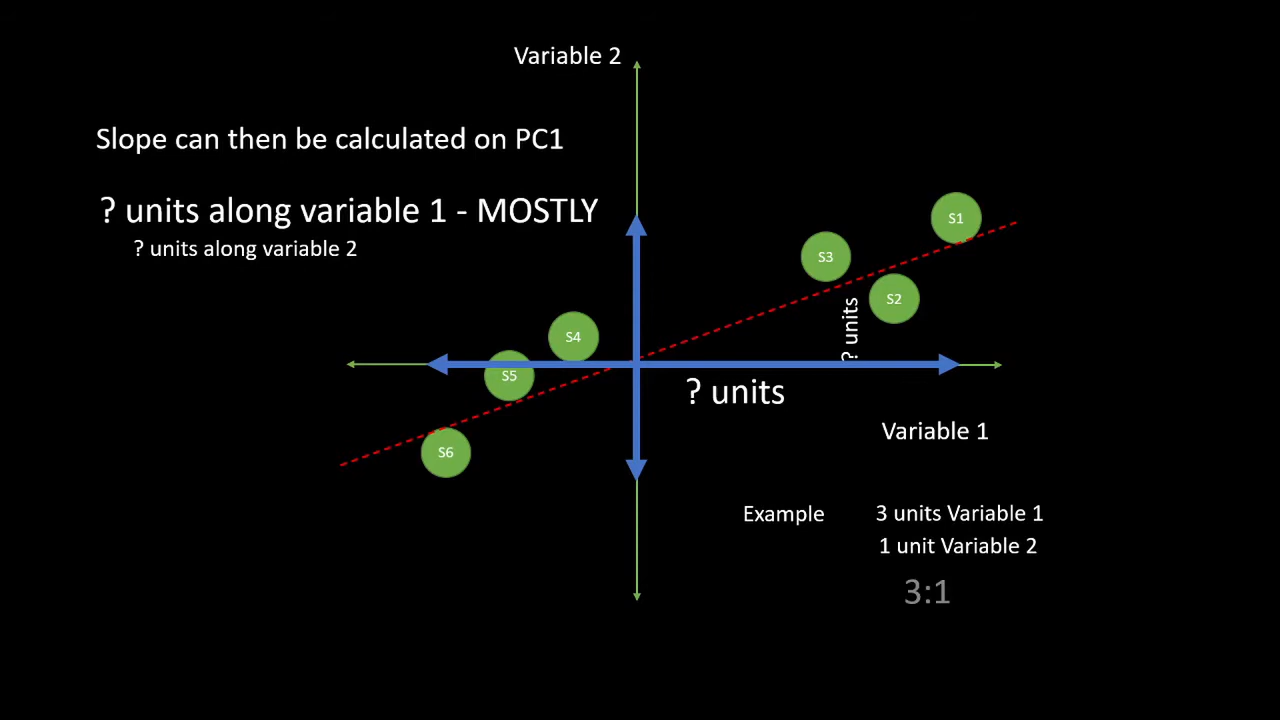 Variable 2
Slope can then be calculated on PC1
? units along variable 1 - MOSTLY
? units along variable 2
S1
S3
S2
? units
S4
S5
? units
Variable 1
S6
Example
3 units Variable 1
1 unit Variable 2
3:1